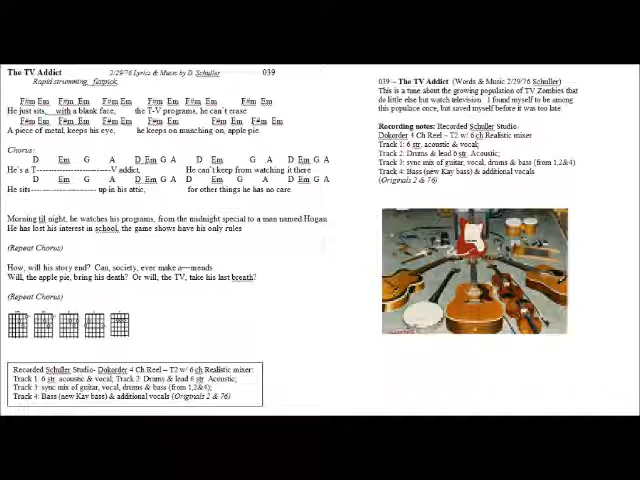 The TV Addict 2/29/76 Lyrics & Music by D. Schuller 039
Rapid strumming, flatpick.
F#m Em F#m Em F#m Em F#m Em F#m Em F#m Em
He just sits, with a blank face, the T-V programs, he can't erase
F#m Em F#m Em F#m Em F#m Em F#m Em F#m Em
A piece of metal, keeps his eye, he keeps on munching on, apple pie.
Chorus:
D Em G A D Em G A D Em G A D Em G A
He's a T----------------------------V addict, He can't keep from watching it there
D Em G A D Em G A D Em G A D Em G A
He sits---------------------------- up in his attic, for other things he has no care.
Morning til night, he watches his programs, from the midnight special to a man named Hogan
He has lost his interest in school, the game shows have his only rules
(Repeat Chorus)
How, will his story end? Can, society, ever make a---mends
Will, the apple pie, bring his death? Or will, the TV, take his last breath?
(Repeat Chorus)
Recorded Schuller Studio- Dokorder 4 Ch Reel – T2 w/ 6 ch Realistic mixer:
Track 1: 6 str. acoustic & vocal; Track 2: Drums & lead 6 str. Acoustic;
Track 3: sync mix of guitar, vocal, drums & bass (from 1,2&4);
Track 4: Bass (new Kay bass) & additional vocals (Originals 2 & 76)
039 – The TV Addict (Words & Music 2/29/76 Schuller)
This is a tune about the growing population of TV Zombies that
do little else but watch television I found myself to be among
this populace once, but saved myself before it was too late
Recording notes: Recorded Schuller Studio-
Dokorder 4 Ch Reel – T2 w/ 6 ch Realistic mixer
Track 1: 6 str. acoustic & vocal;
Track 2: Drums & lead 6 str. Acoustic;
Track 3: sync mix of guitar, vocal, drums & bass (from 1,2&4)
Track 4: Bass (new Kay bass) & additional vocals
(Originals 2 & 76)